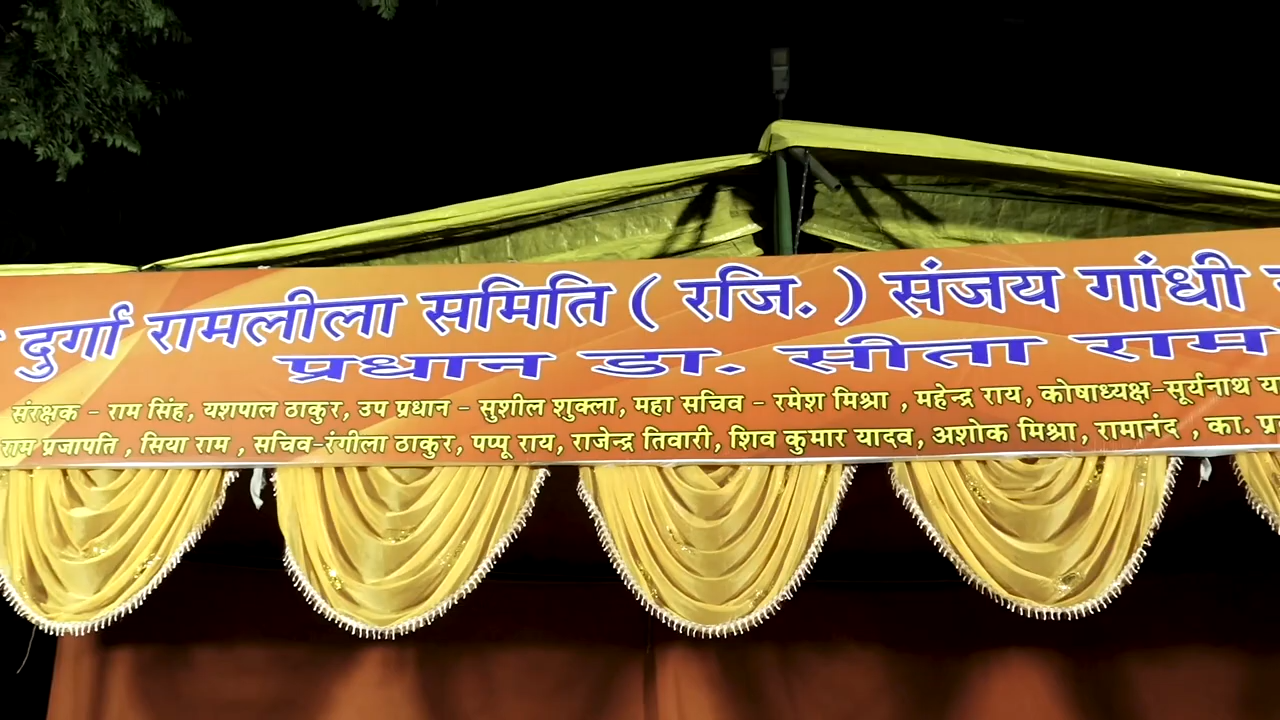 दुर्गा रामलीला समिति ( रजि. ) संजय गांधी
प्रधान डा. सीता राम
संरक्षक - राम सिंह, यशपाल ठाकुर, उप प्रधान - सुशील शुक्ला, महा सचिव - रमेश मिश्रा , महेन्द्र राय, कोषाध्यक्ष-सूर्यनाथ
राम प्रजापति , सिया राम , सचिव-रंगीला ठाकुर, पप्पू राय, राजेन्द्र तिवारी, शिव कुमार यादव, अशोक मिश्रा, रामानंद , का.